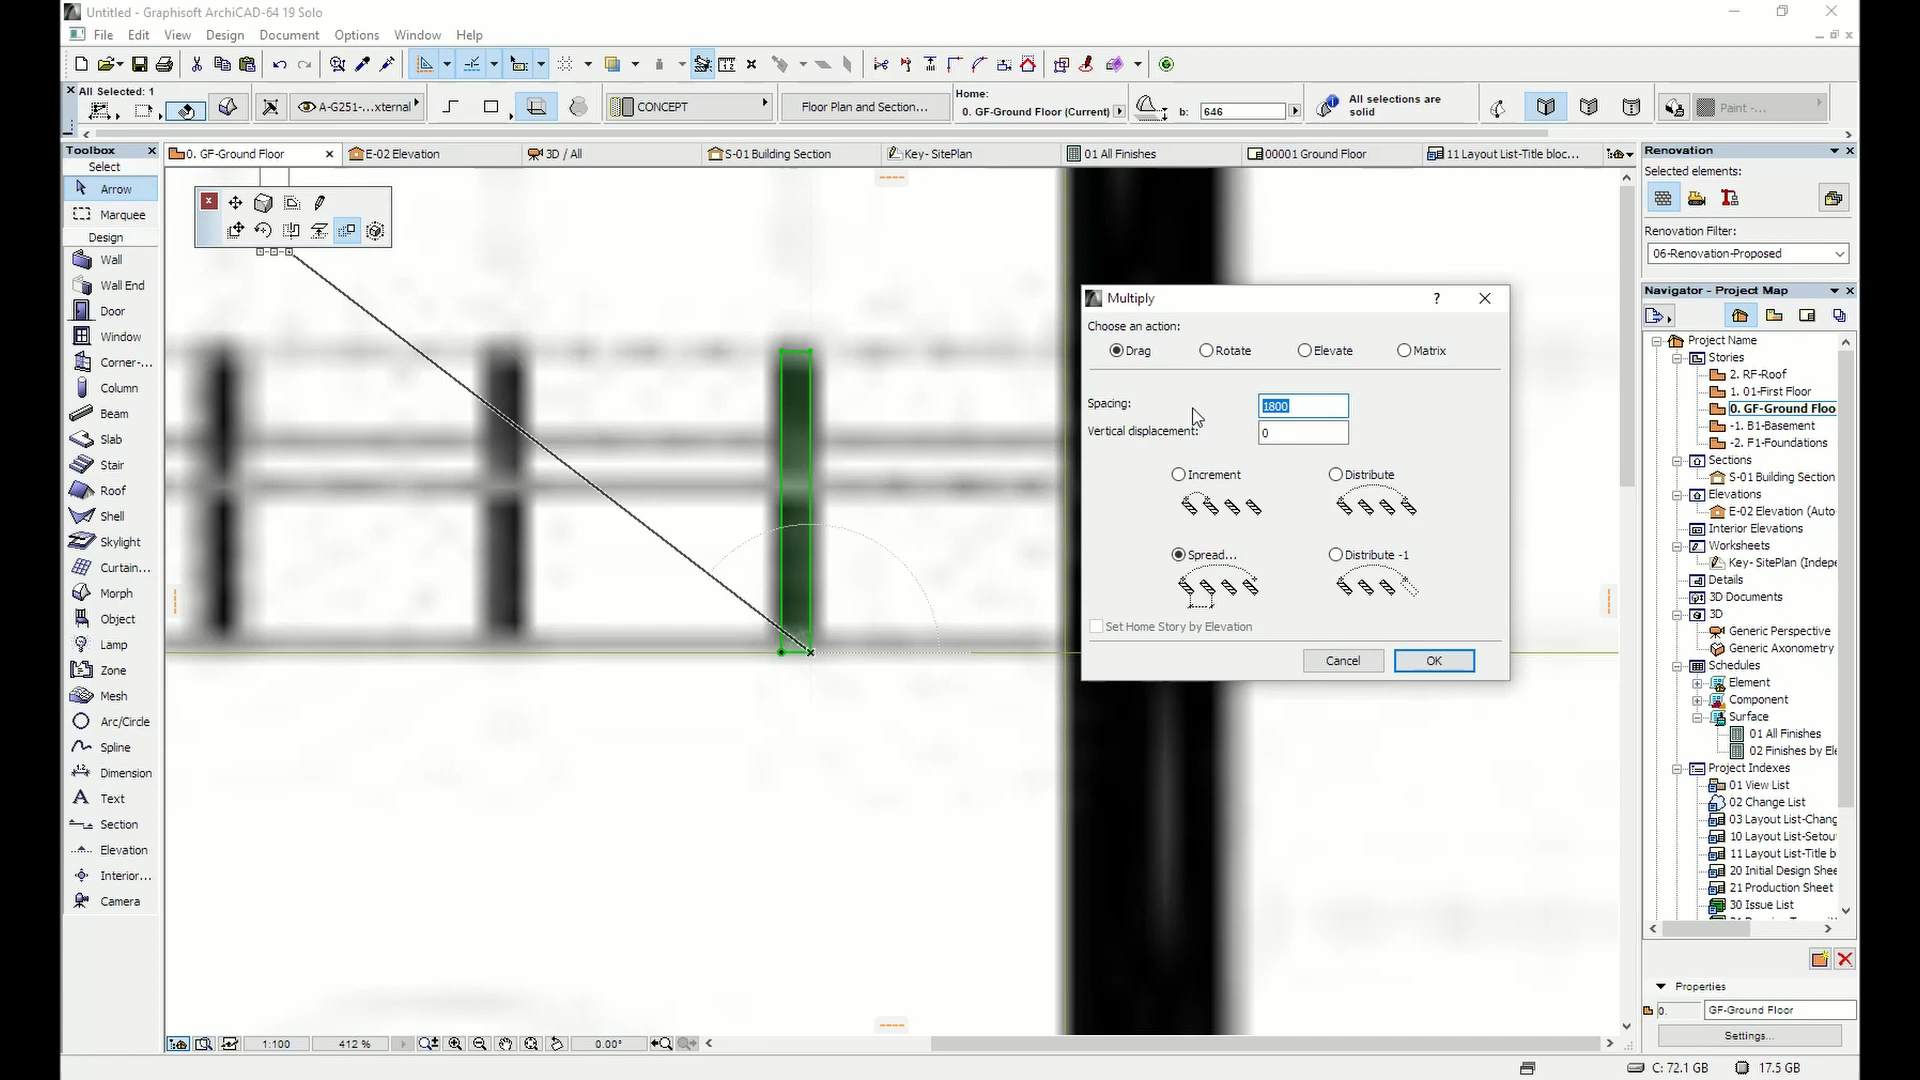 Untitled - Graphisoft ArchiCAD-64 19 Solo
File Edit View Design Document Options Window Help
All Selected: 1
A-G251-...xternal
CONCEPT
Floor Plan and Section...
Home:
0. GF-Ground Floor (Current)
b: 646
All selections are
solid
Paint -...
Toolbox
Select
Arrow
Marquee
Design
Wall
Wall End
Door
Window
Corner-...
Column
Beam
Slab
Stair
Roof
Shell
Skylight
Curtain...
Morph
Object
Lamp
Zone
Mesh
Arc/Circle
Spline
Dimension
Text
Section
Elevation
Interior...
Camera
0. GF-Ground Floor
E-02 Elevation
3D / All
S-01 Building Section
Key- SitePlan
01 All Finishes
00001 Ground Floor
11 Layout List-Title bloc...
Multiply
?
Choose an action:
Drag Rotate Elevate Matrix
Spacing: 1800
Vertical displacement: 0
Increment Distribute
Spread... Distribute -1
Set Home Story by Elevation
Cancel OK
Renovation
Selected elements:
Renovation Filter:
06-Renovation-Proposed
Navigator - Project Map
Project Name
Stories
2. RF-Roof
1. 01-First Floor
0. GF-Ground Floo
-1. B1-Basement
-2. F1-Foundations
Sections
S-01 Building Section
Elevations
E-02 Elevation (Auto
Interior Elevations
Worksheets
Key- SitePlan (Indepe
Details
3D Documents
3D
Generic Perspective
Generic Axonometry
Schedules
Element
Component
Surface
01 All Finishes
02 Finishes by Ele
Project Indexes
01 View List
02 Change List
03 Layout List-Chang
10 Layout List-Setou
11 Layout List-Title b
20 Initial Design Shee
21 Production Sheet
30 Issue List
Properties
0. GF-Ground Floor
Settings...
1:100
412 %
0.00°
C: 72.1 GB
17.5 GB